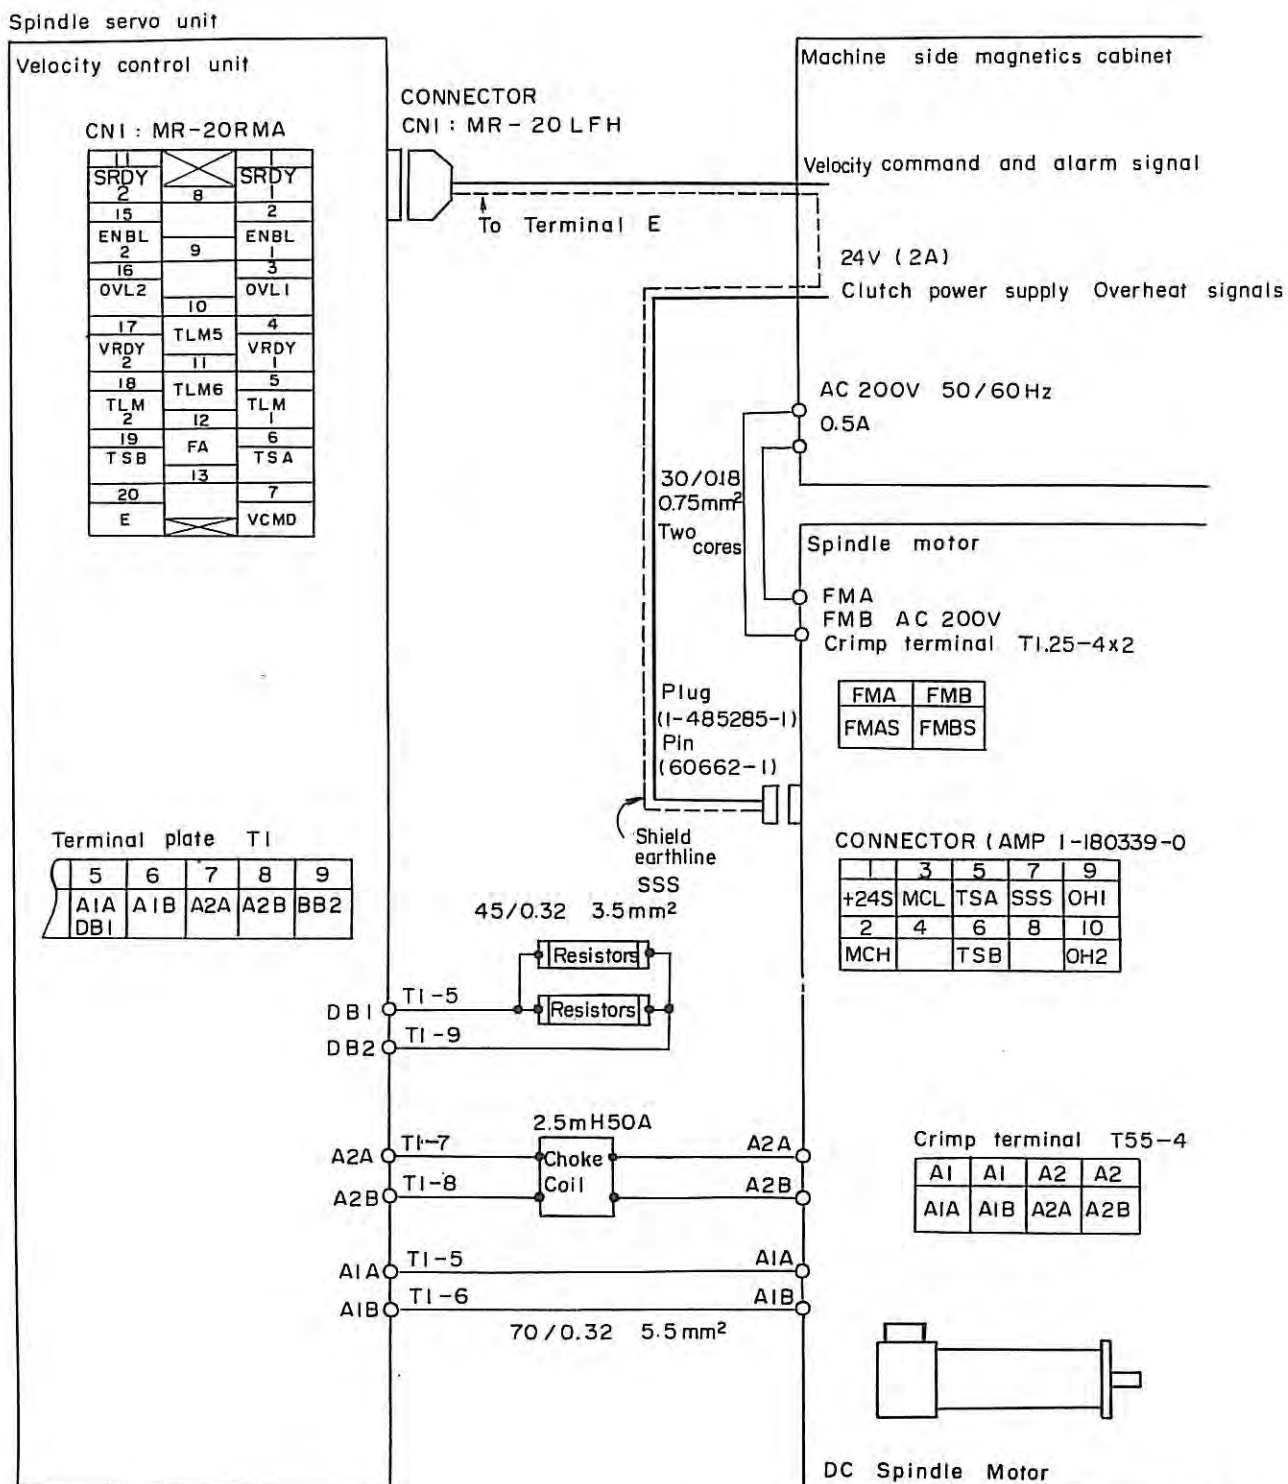 Spindle servo unit
Velocity control unit
Machine side magnetics cabinet
CONNECTOR
CN1 : MR-20LFH
CN1 : MR-20RMA
11 1
SRDY SRDY
2 8 1
15 2
ENBL ENBL
2 9 1
16 3
OVL2 OVL1
10
17 TLM5 4
VRDY VRDY
2 11 1
18 TLM6 5
TLM TLM
2 12 1
19 FA 6
TSB TSA
13
20 7
E VCMD
Velocity command and alarm signal
To Terminal E
24V (2A)
Clutch power supply Overheat signals
AC 200V 50/60Hz
0.5A
30/018
0.75mm²
Two
cores
Spindle motor
FMA
FMB AC 200V
Crimp terminal T1.25-4x2
FMA FMB
FMAS FMBS
Plug
(1-485285-1)
Pin
(60662-1)
Shield
earthline
SSS
Terminal plate T1
5 6 7 8 9
A1A A1B A2A A2B BB2
DB1
CONNECTOR (AMP 1-180339-0
1 3 5 7 9
+24S MCL TSA SSS OH1
2 4 6 8 10
MCH TSB OH2
45/0.32 3.5mm²
Resistors
Resistors
DB1 T1-5
DB2 T1-9
2.5mH50A
A2A T1-7 Choke A2A
A2B T1-8 Coil A2B
Crimp terminal T55-4
A1 A1 A2 A2
A1A A1B A2A A2B
A1A T1-5 A1A
A1B T1-6 A1B
70/0.32 5.5mm²
DC Spindle Motor